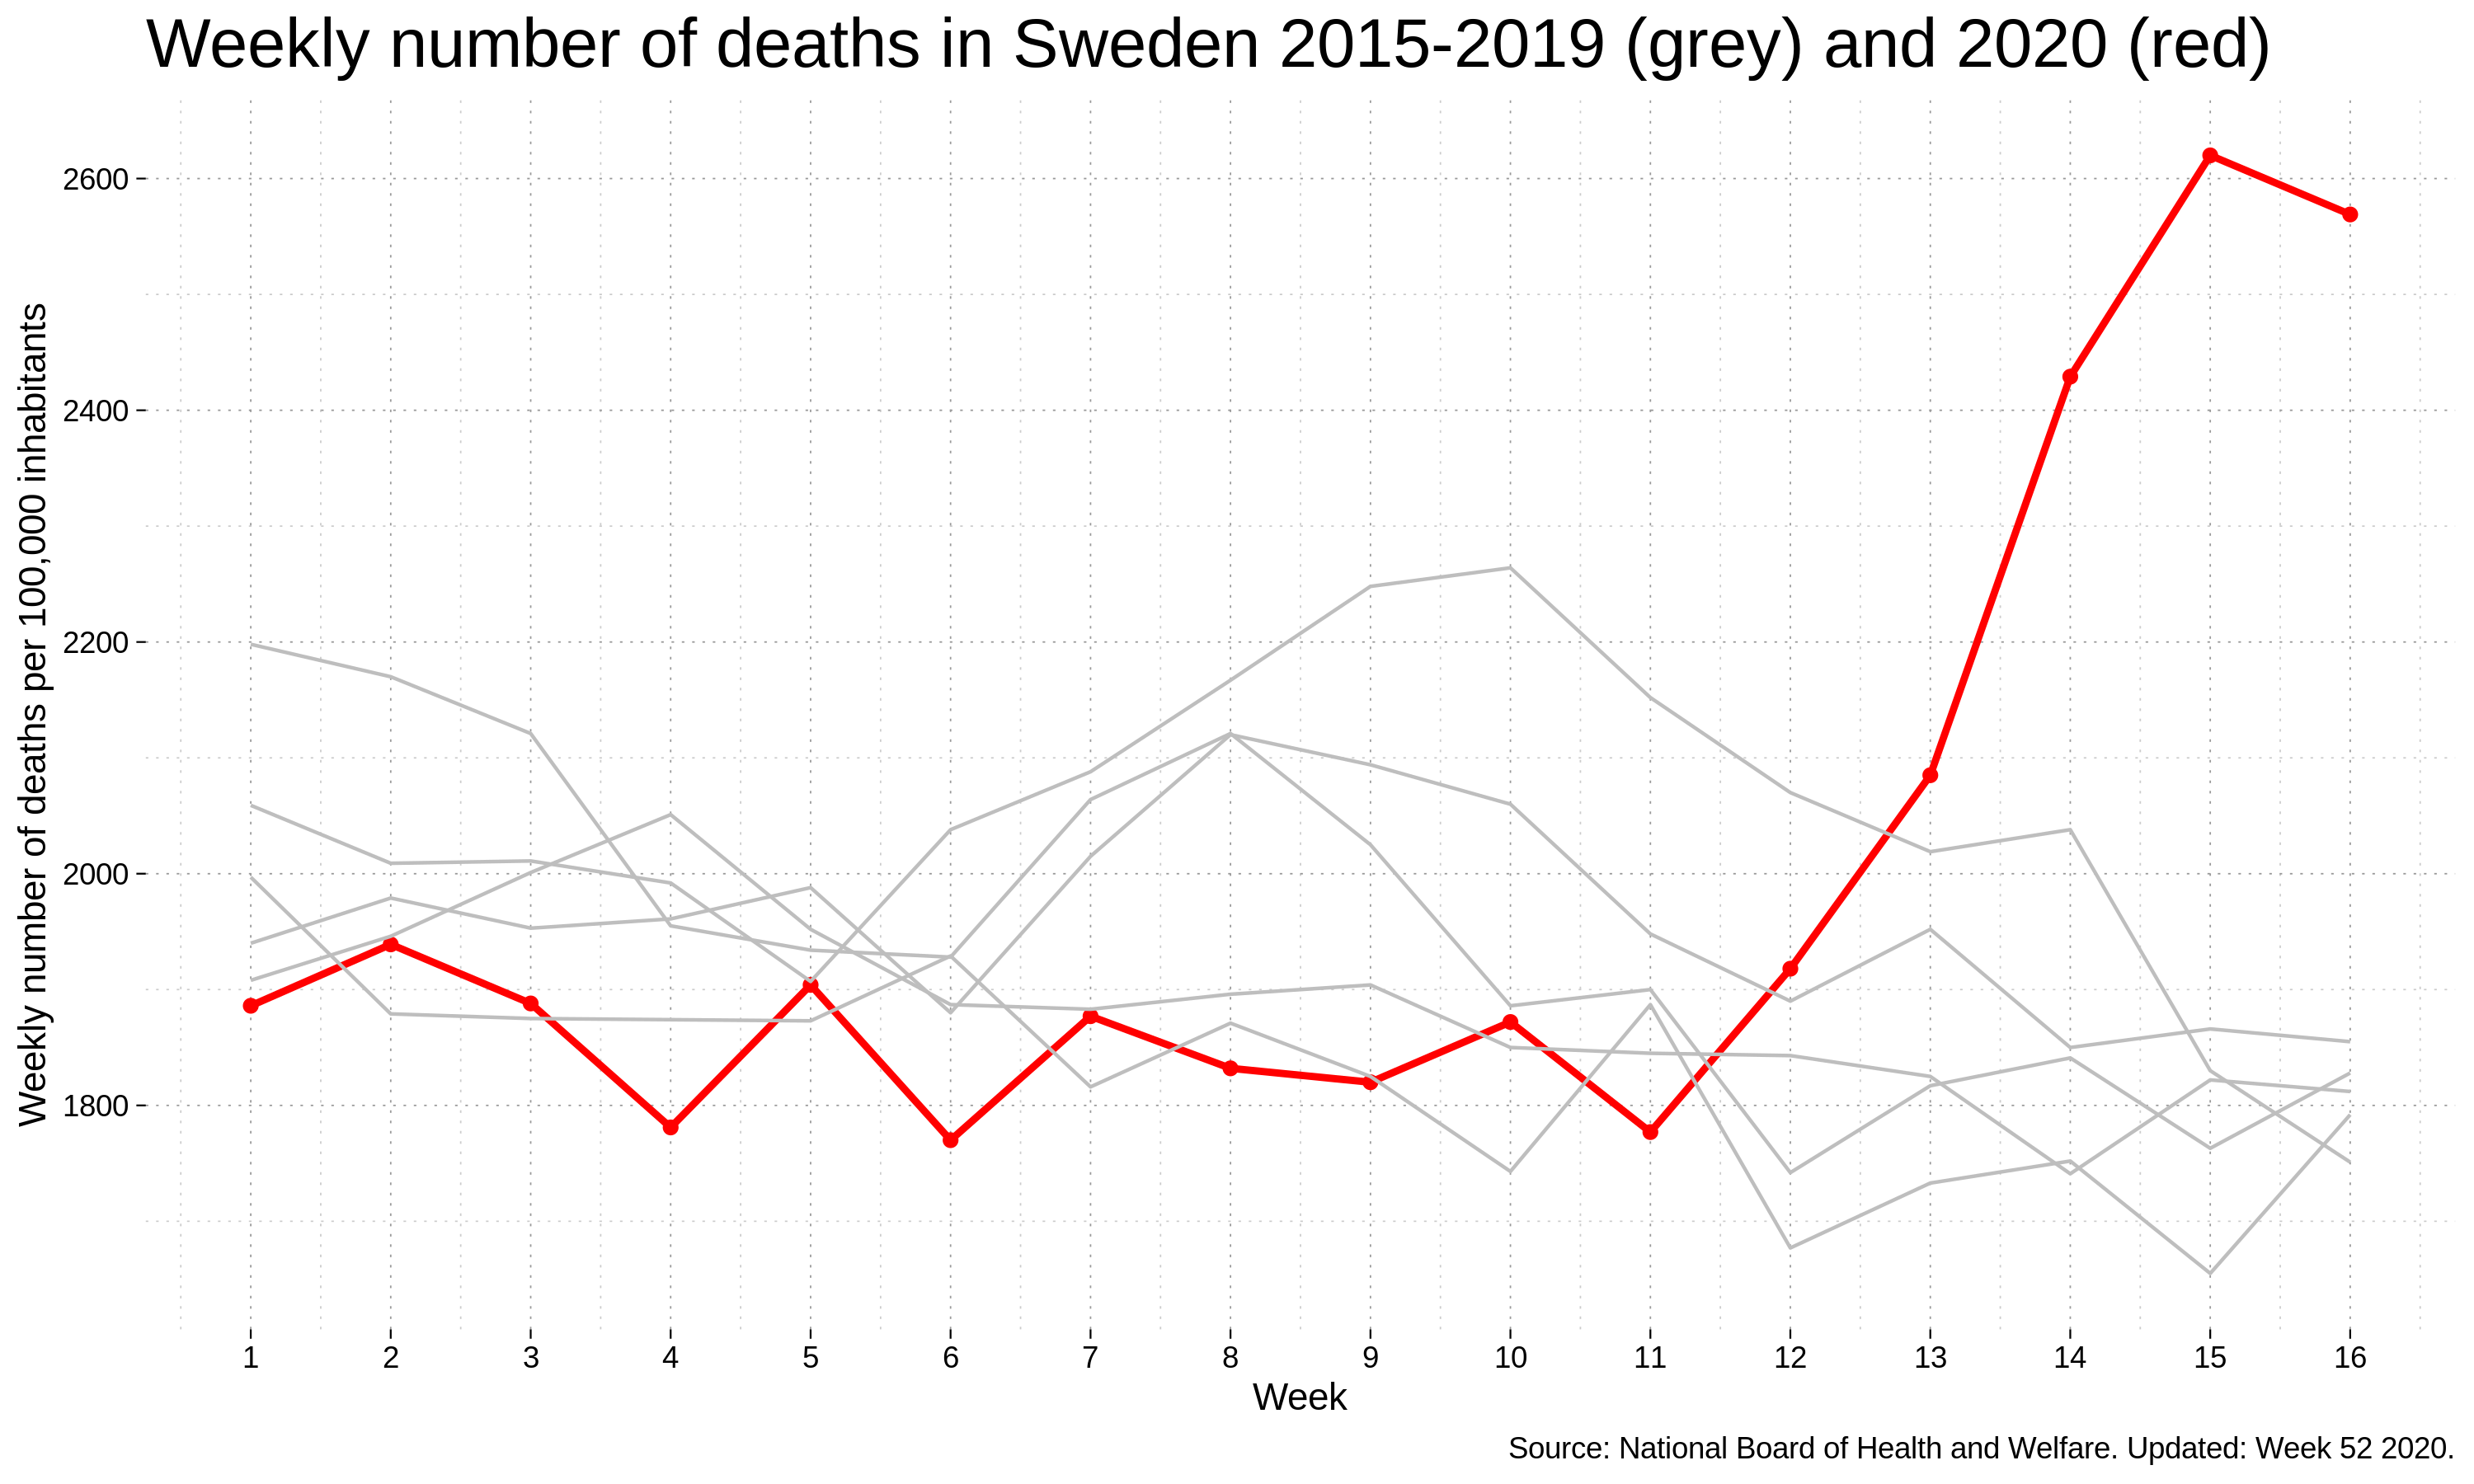 Weekly number of deaths in Sweden 2015-2019 (grey) and 2020 (red)
Weekly number of deaths per 100,000 inhabitants
2600
2400
2200
2000
1800
1 2 3 4 5 6 7 8 9 10 11 12 13 14 15 16
Week
Source: National Board of Health and Welfare. Updated: Week 52 2020.